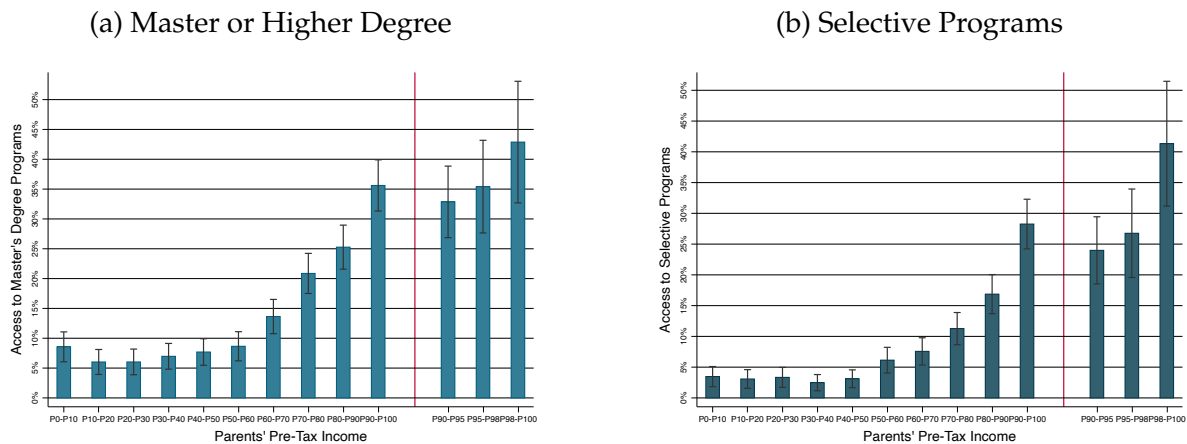 (a) Master or Higher Degree
Access to Master's Degree Programs
50%
45%
40%
35%
30%
25%
20%
15%
10%
5%
0%
P0-P10 P10-P20 P20-P30 P30-P40 P40-P50 P50-P60 P60-P70 P70-P80 P80-P90 P90-P100 P90-P95 P95-P98 P98-P100
Parents' Pre-Tax Income
(b) Selective Programs
Access to Selective Programs
50%
45%
40%
35%
30%
25%
20%
15%
10%
5%
0%
P0-P10 P10-P20 P20-P30 P30-P40 P40-P50 P50-P60 P60-P70 P70-P80 P80-P90 P90-P100 P90-P95 P95-P98 P98-P100
Parents' Pre-Tax Income